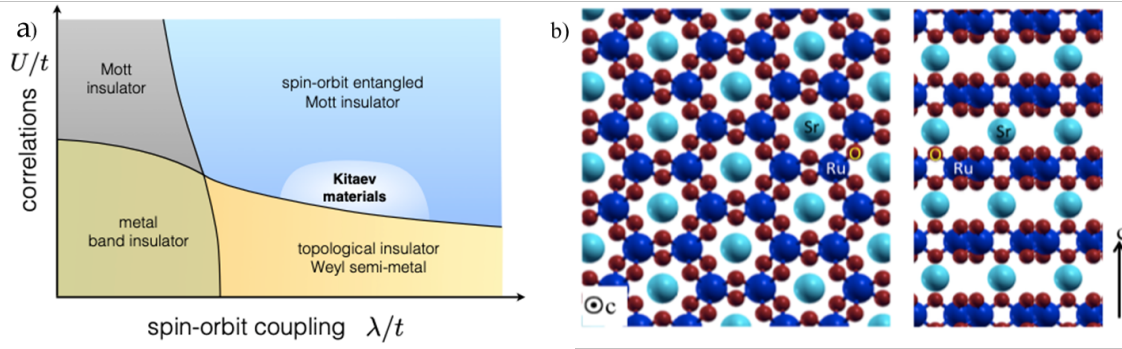 a)
U/t
correlations
Mott
insulator
spin-orbit entangled
Mott insulator
Kitaev
materials
metal
band insulator
topological insulator
Weyl semi-metal
spin-orbit coupling λ/t
b)
Sr
O
Ru
c
Sr
O
Ru
c